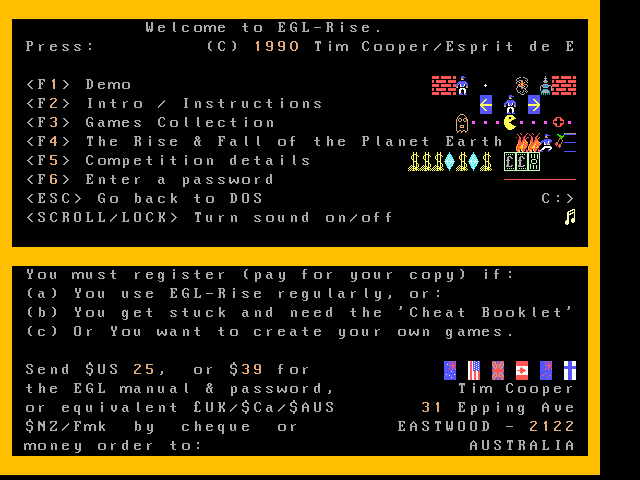 Welcome to EGL-Rise.
Press: (C) 1990 Tim Cooper/Esprit de E
<F1> Demo
<F2> Intro / Instructions
<F3> Games Collection
<F4> The Rise & Fall of the Planet Earth
<F5> Competition details
<F6> Enter a password
<ESC> Go back to DOS C:>
<SCROLL/LOCK> Turn sound on/off
You must register (pay for your copy) if:
(a) You use EGL-Rise regularly, or:
(b) You get stuck and need the 'Cheat Booklet'
(c) Or You want to create your own games.
Send $US 25, or $39 for
the EGL manual & password, Tim Cooper
or equivalent £UK/$Ca/$AUS 31 Epping Ave
$NZ/Fmk by cheque or EASTWOOD - 2122
money order to: AUSTRALIA